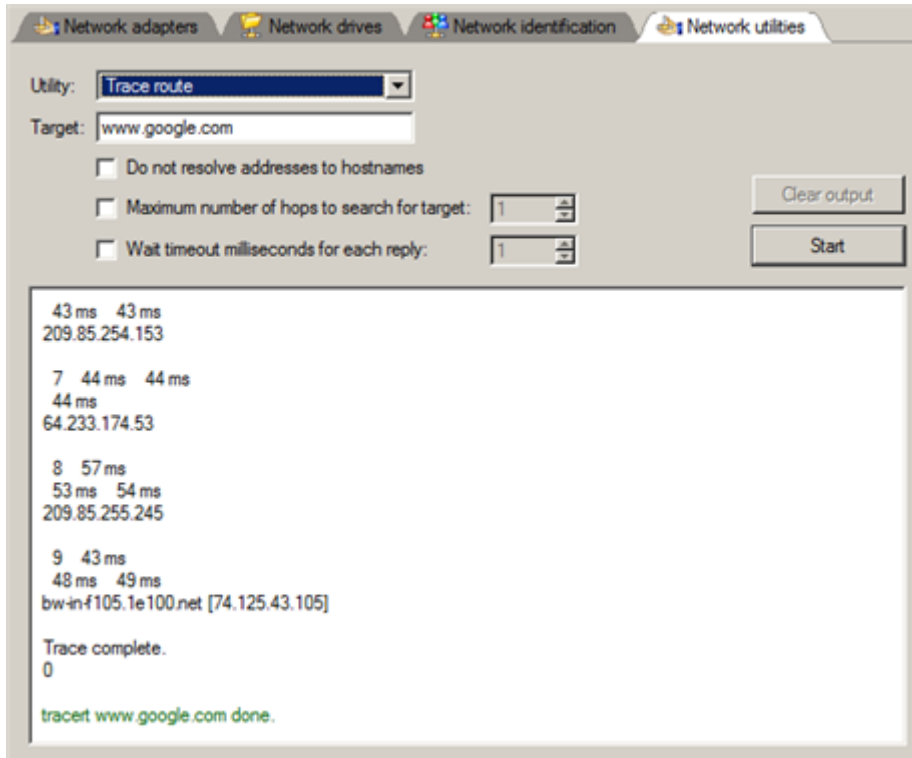 Network adapters Network drives Network identification Network utilities
Utility: Trace route
Target: www.google.com
Do not resolve addresses to hostnames
Maximum number of hops to search for target: 1
Clear output
Wait timeout milliseconds for each reply: 1
Start
43 ms 43 ms
209.85.254.153
7 44 ms 44 ms
44 ms
64.233.174.53
8 57 ms
53 ms 54 ms
209.85.255.245
9 43 ms
48 ms 49 ms
bw-in-f105.1e100.net [74.125.43.105]
Trace complete.
0
tracert www.google.com done.